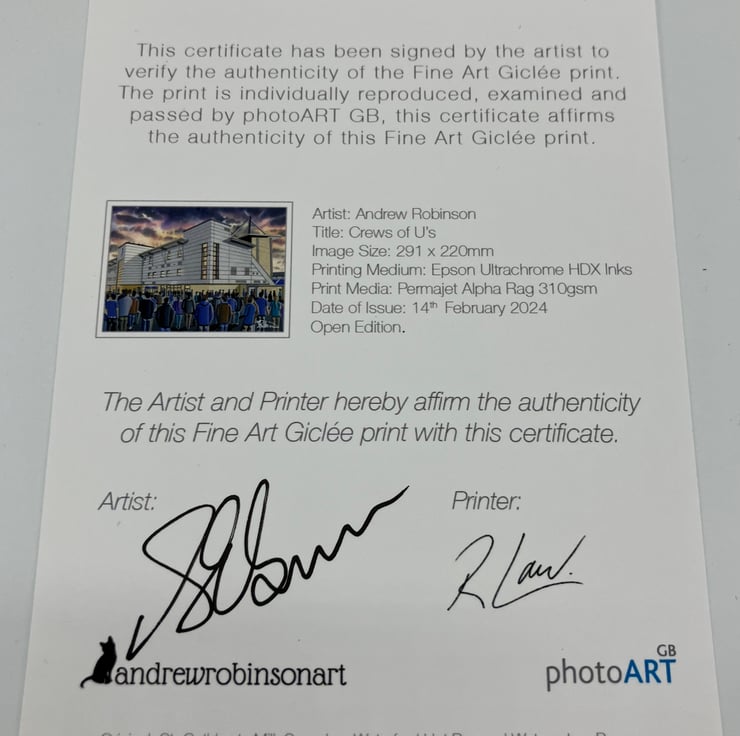 This certificate has been signed by the artist to
verify the authenticity of the Fine Art Giclée print.
The print is individually reproduced, examined and
passed by photoART GB, this certificate affirms
the authenticity of this Fine Art Giclée print.
Artist: Andrew Robinson
Title: Crews of U's
Image Size: 291 x 220mm
Printing Medium: Epson Ultrachrome HDX Inks
Print Media: Permajet Alpha Rag 310gsm
Date of Issue: 14th February 2024
Open Edition.
The Artist and Printer hereby affirm the authenticity
of this Fine Art Giclée print with this certificate.
Artist:
Printer:
R Law.
andrewrobinsonart
photoART GB